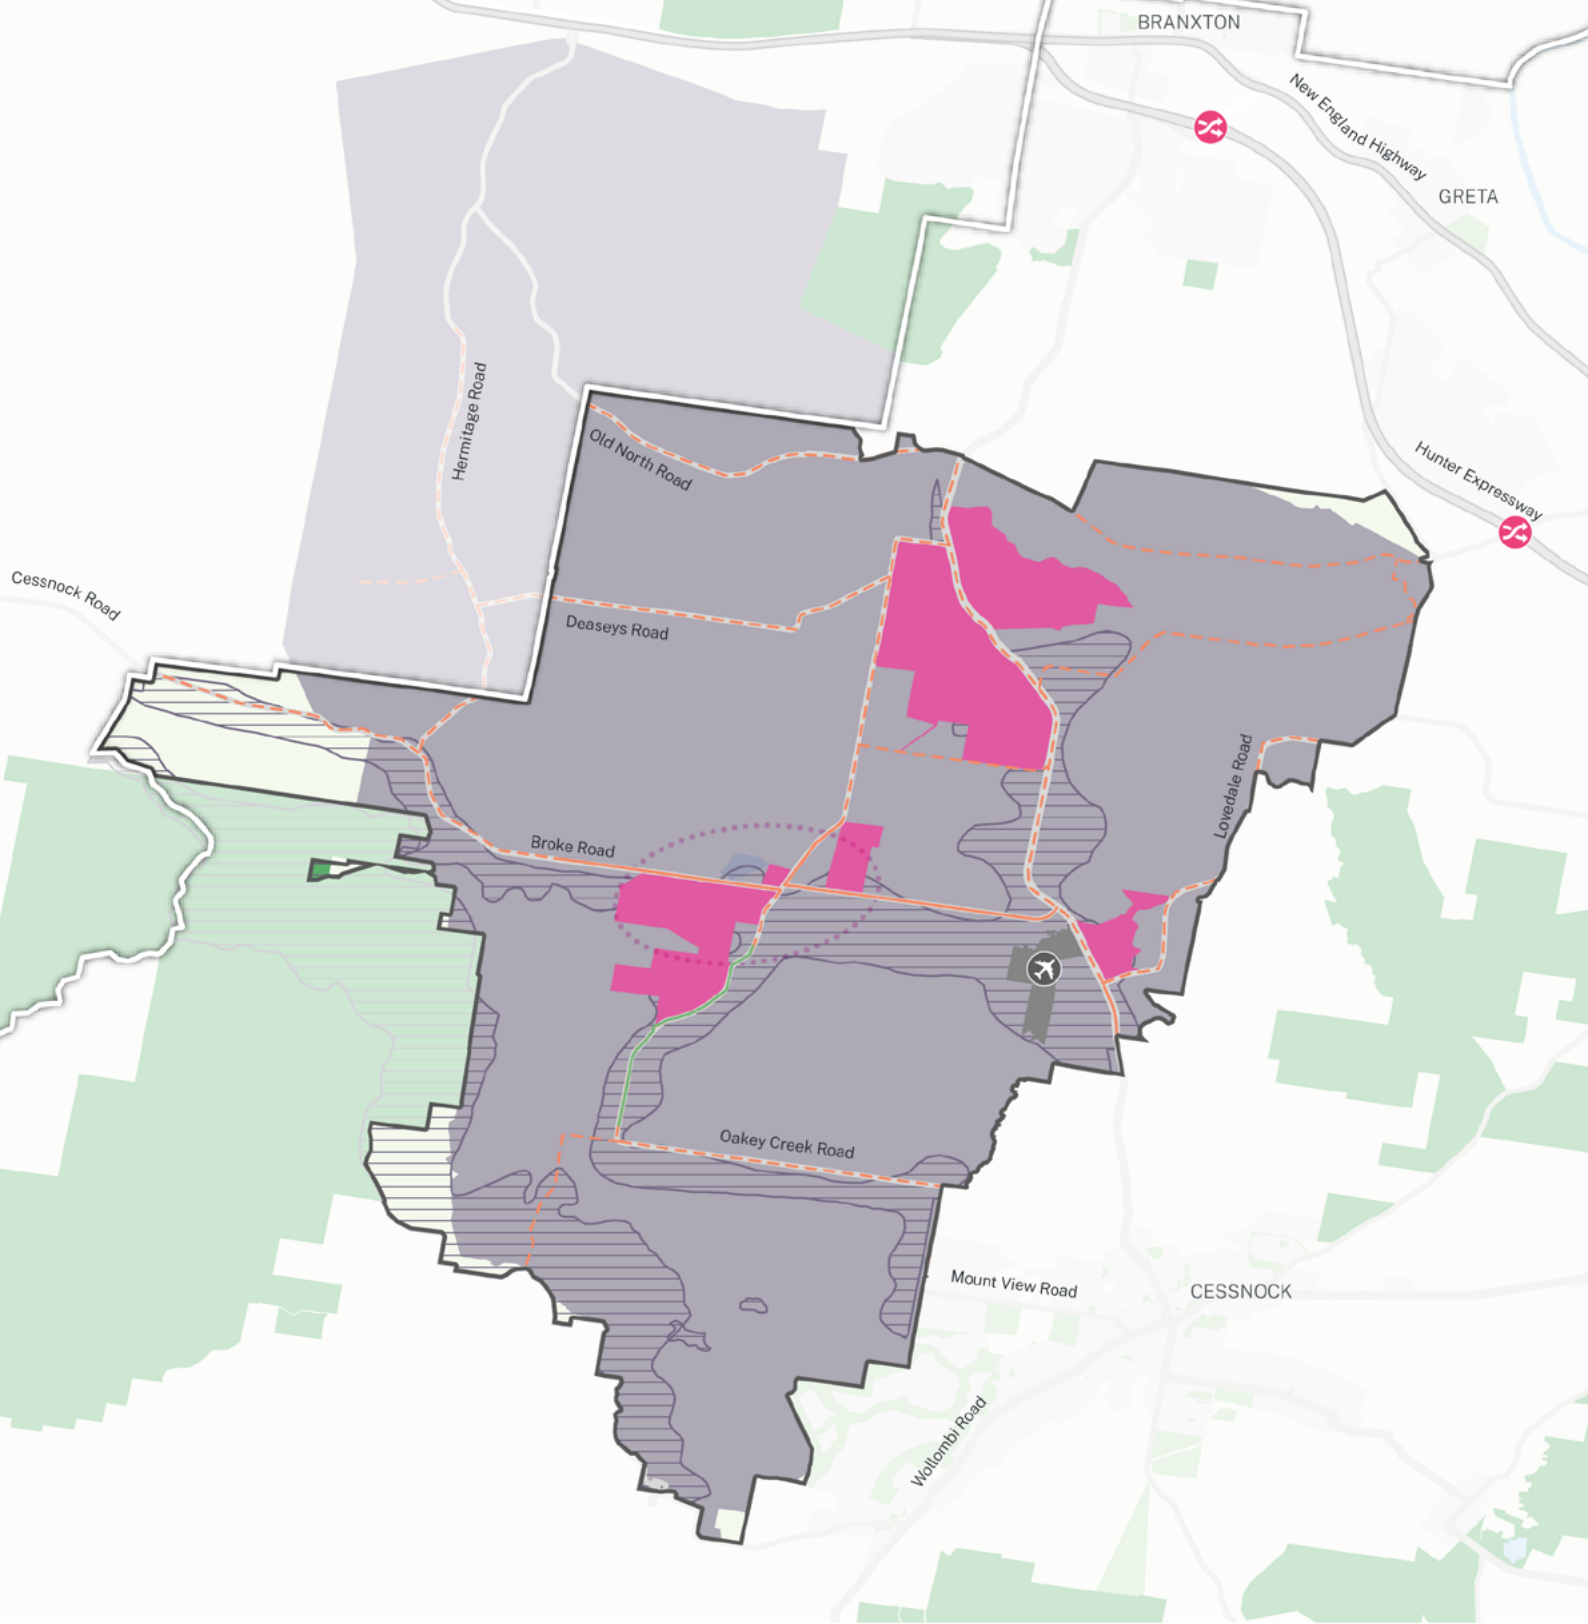 BRANXTON
New England Highway
GRETA
Hermitage Road
Old North Road
Hunter Expressway
Cessnock Road
Deaseys Road
Lovedale Road
Broke Road
Oakey Creek Road
Mount View Road
CESSNOCK
Wollombi Road